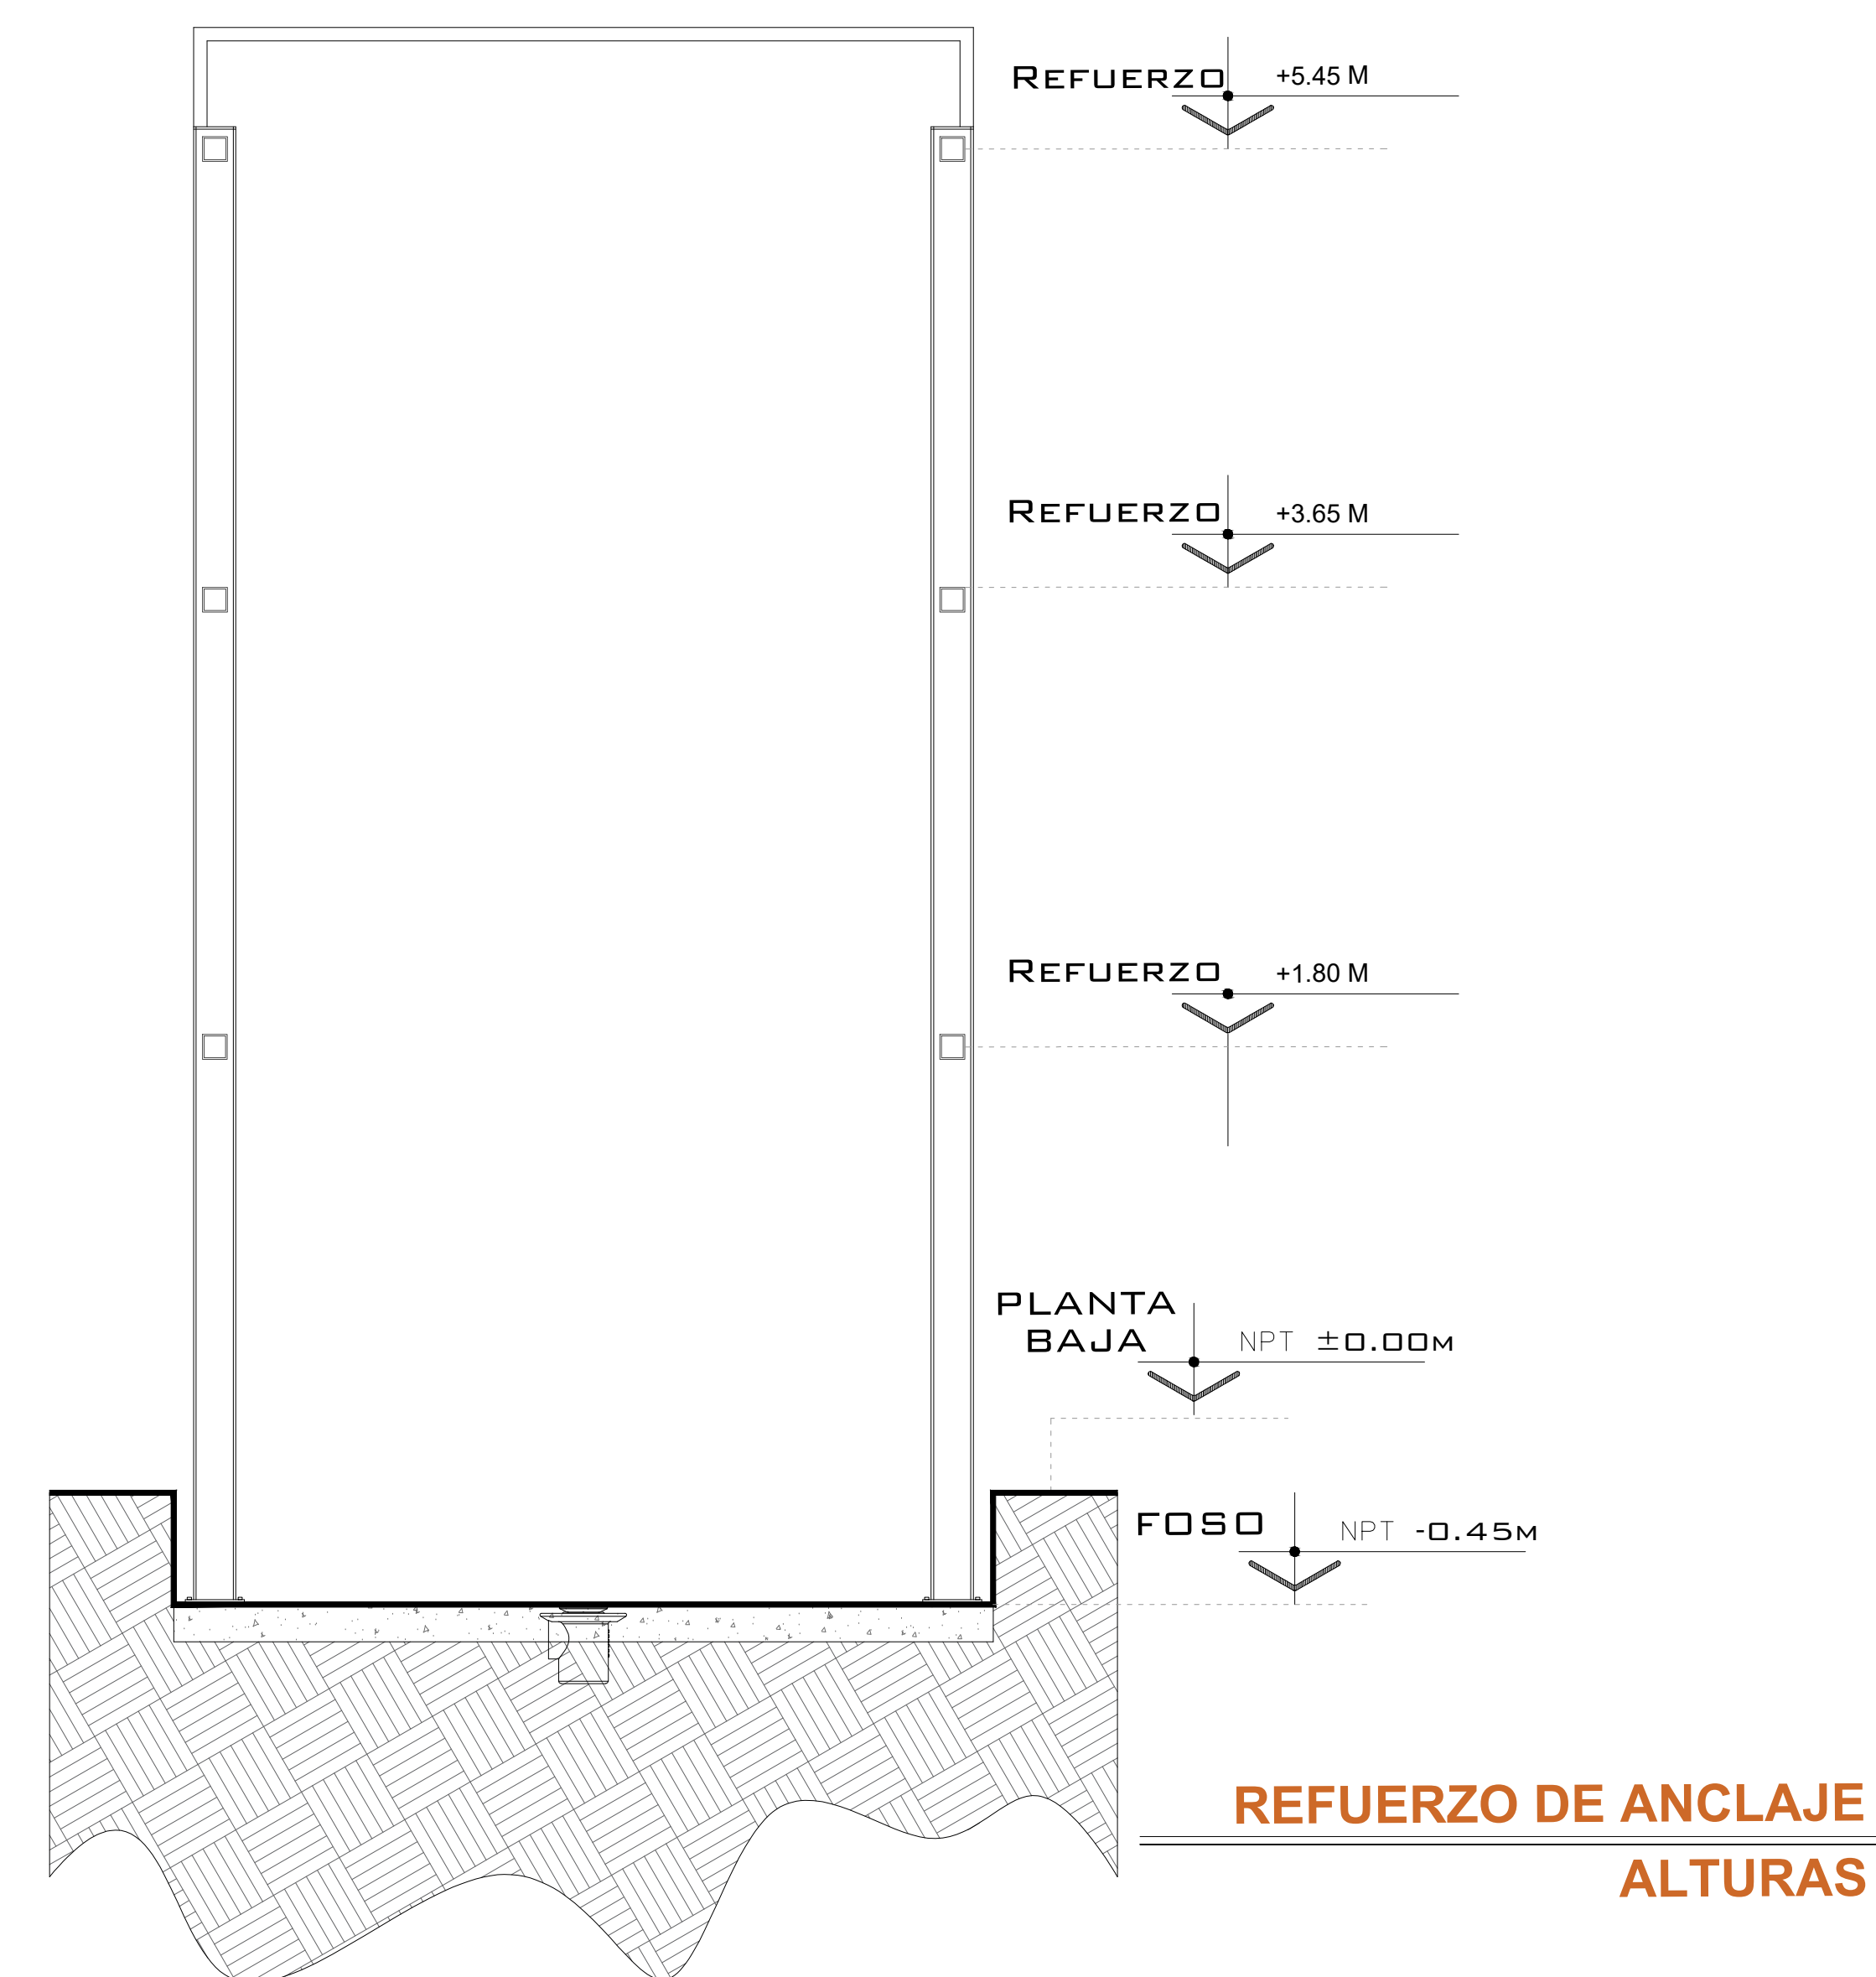 REFUERZO +5.45 M
REFUERZO +3.65 M
REFUERZO +1.80 M
PLANTA
BAJA NPT ±0.00M
FOSO NPT -0.45M
REFUERZO DE ANCLAJE
ALTURAS